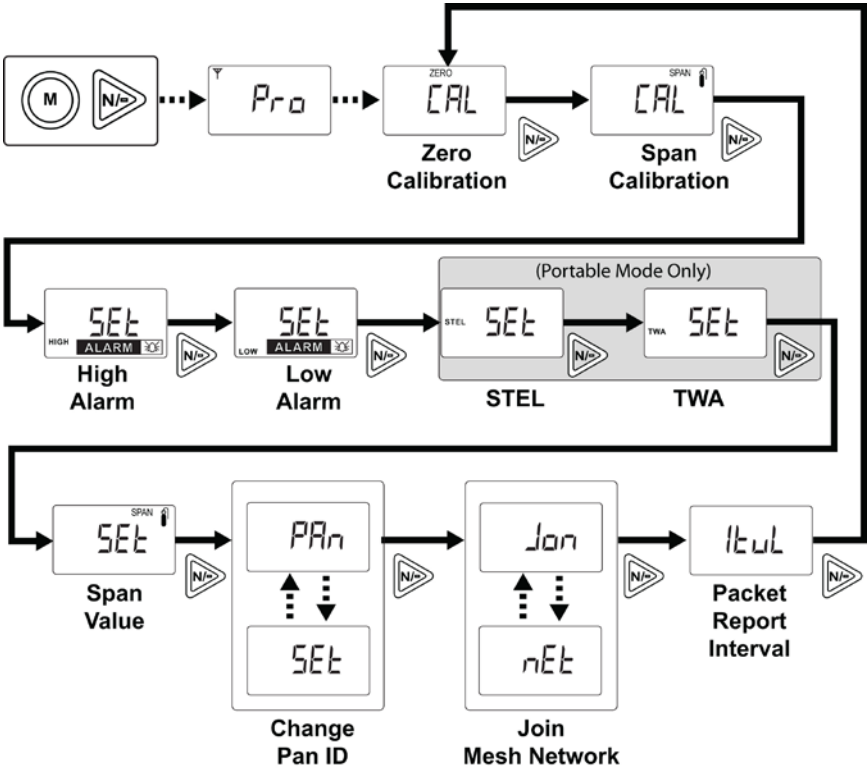 M
N/-
Pro
ZERO
CAL
N/-
Zero
Calibration
SPAN
CAL
N/-
Span
Calibration
HIGH
SEt
ALARM
N/-
High
Alarm
LOW
SEt
ALARM
N/-
Low
Alarm
(Portable Mode Only)
STEL
SEt
N/-
STEL
TWA
SEt
N/-
TWA
SPAN
SEt
N/-
Span
Value
PAn
SEt
N/-
Change
Pan ID
Jon
nEt
N/-
Join
Mesh Network
ItuL
N/-
Packet
Report
Interval